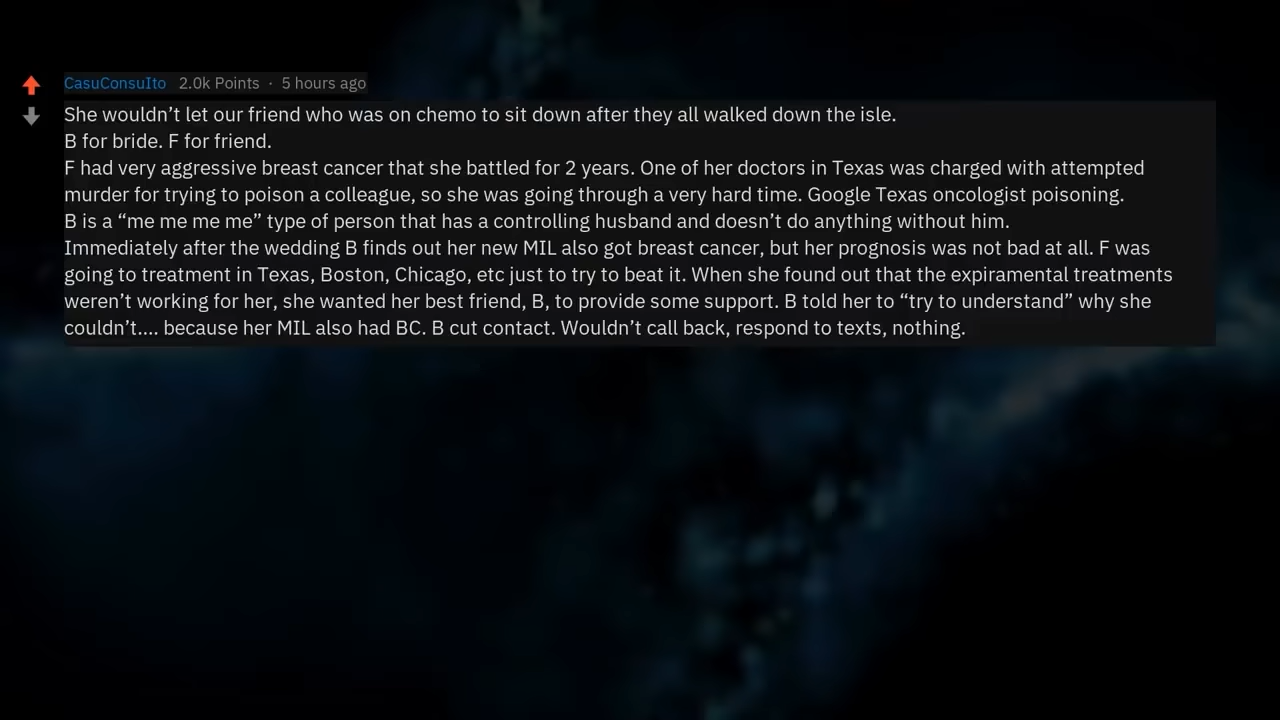 CasuConsuIto 2.0k Points · 5 hours ago
She wouldn’t let our friend who was on chemo to sit down after they all walked down the isle.
B for bride. F for friend.
F had very aggressive breast cancer that she battled for 2 years. One of her doctors in Texas was charged with attempted
murder for trying to poison a colleague, so she was going through a very hard time. Google Texas oncologist poisoning.
B is a “me me me me” type of person that has a controlling husband and doesn’t do anything without him.
Immediately after the wedding B finds out her new MIL also got breast cancer, but her prognosis was not bad at all. F was
going to treatment in Texas, Boston, Chicago, etc just to try to beat it. When she found out that the expiramental treatments
weren’t working for her, she wanted her best friend, B, to provide some support. B told her to “try to understand” why she
couldn’t.... because her MIL also had BC. B cut contact. Wouldn’t call back, respond to texts, nothing.